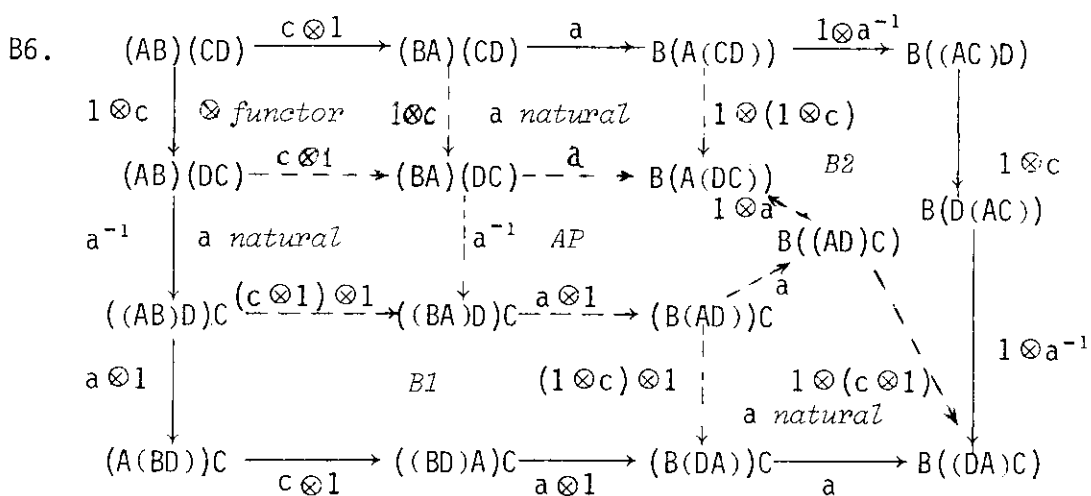 c ⊗ 1 a 1⊗a⁻¹
B6. (AB)(CD) (BA)(CD) B(A(CD)) B((AC)D)
1 ⊗ c ⊗ functor 1⊗c a natural 1 ⊗ (1 ⊗ c)
c ⊗ 1 a B2 1 ⊗ c
(AB)(DC) (BA)(DC) B(A(DC))
1 ⊗ a B(D(AC))
a⁻¹ a natural a⁻¹ AP B((AD)C)
(c ⊗ 1) ⊗ 1 a ⊗ 1 a
((AB)D)C ((BA)D)C (B(AD))C
1 ⊗ a⁻¹
a ⊗ 1 B1 (1 ⊗ c) ⊗ 1 1 ⊗ (c ⊗ 1)
a natural
(A(BD))C ((BD)A)C (B(DA))C B((DA)C)
c ⊗ 1 a ⊗ 1 a